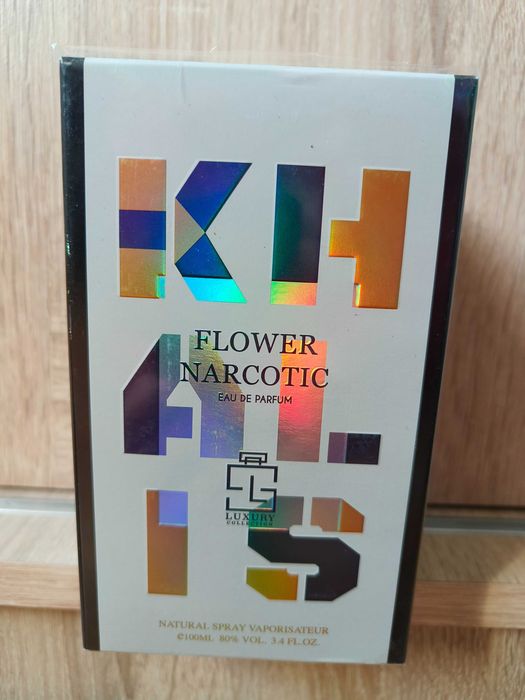 KH
FLOWER
NARCOTIC
EAU DE PARFUM
AL
LUXURY
COLLECTION
IS
NATURAL SPRAY VAPORISATEUR
℮100ML 80% VOL. 3.4 FL.OZ.